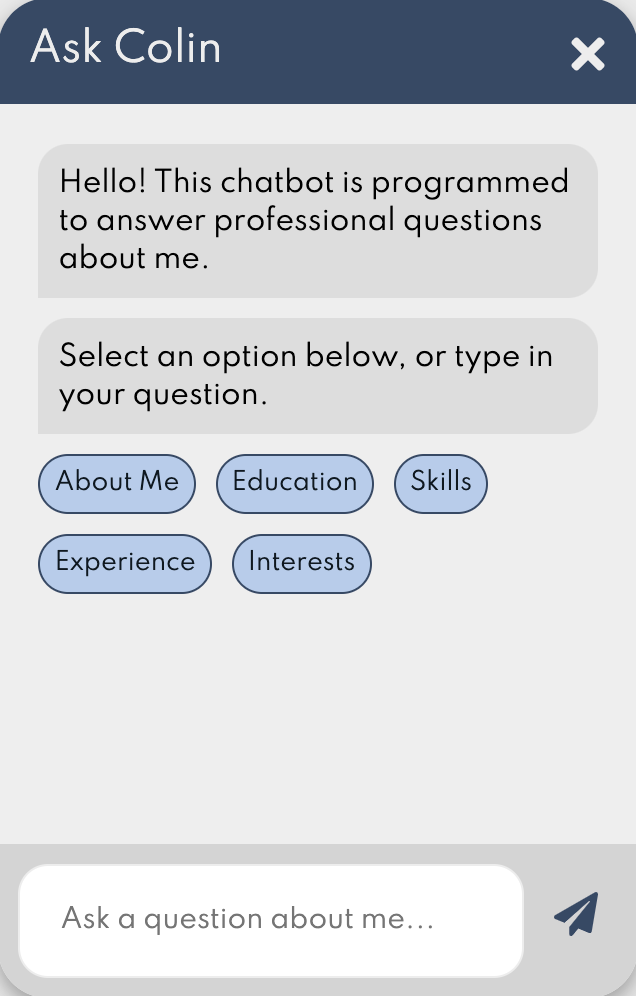 Ask Colin
Hello! This chatbot is programmed
to answer professional questions
about me.
Select an option below, or type in
your question.
About Me Education Skills
Experience Interests
Ask a question about me...